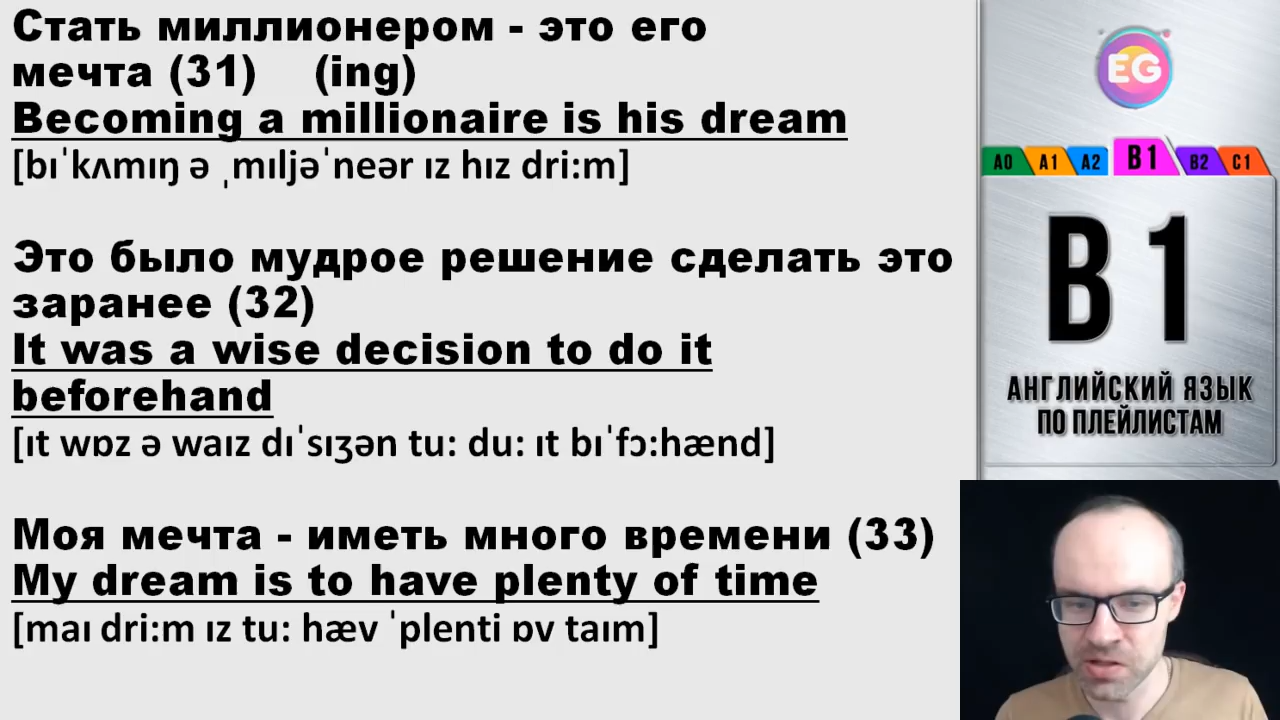 Стать миллионером - это его
мечта (31) (ing)
Becoming a millionaire is his dream
[bɪˈkʌmɪŋ ə ˌmɪljəˈneər ɪz hɪz dri:m]
Это было мудрое решение сделать это
заранее (32)
It was a wise decision to do it
beforehand
[ɪt wɒz ə waɪz dɪˈsɪʒən tu: du: ɪt bɪˈfɔ:hænd]
Моя мечта - иметь много времени (33)
My dream is to have plenty of time
[maɪ dri:m ɪz tu: hæv ˈplenti ɒv taɪm]
EG
A0 A1 A2 B1 B2 C1
B1
АНГЛИЙСКИЙ ЯЗЫК
ПО ПЛЕЙЛИСТАМ